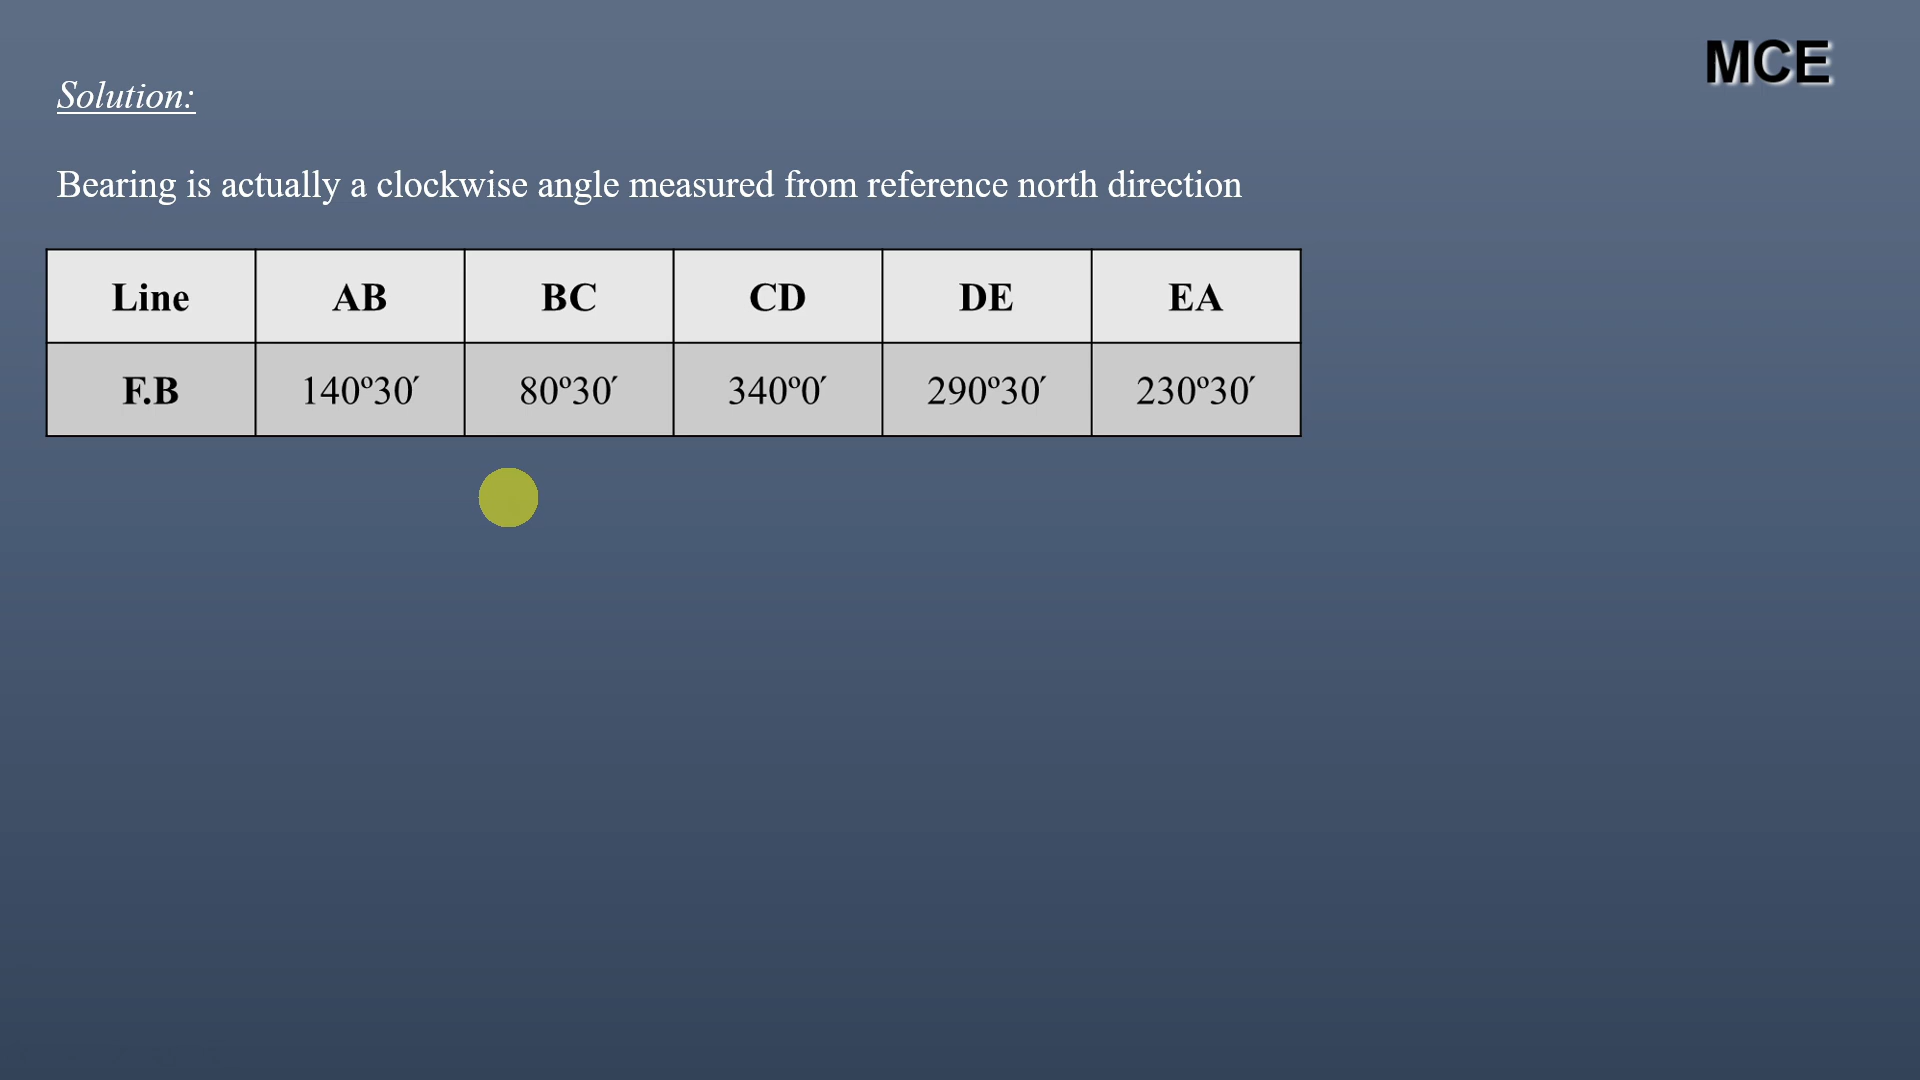 MCE
Solution:
Bearing is actually a clockwise angle measured from reference north direction
Line AB BC CD DE EA
F.B 140º30′ 80º30′ 340º0′ 290º30′ 230º30′